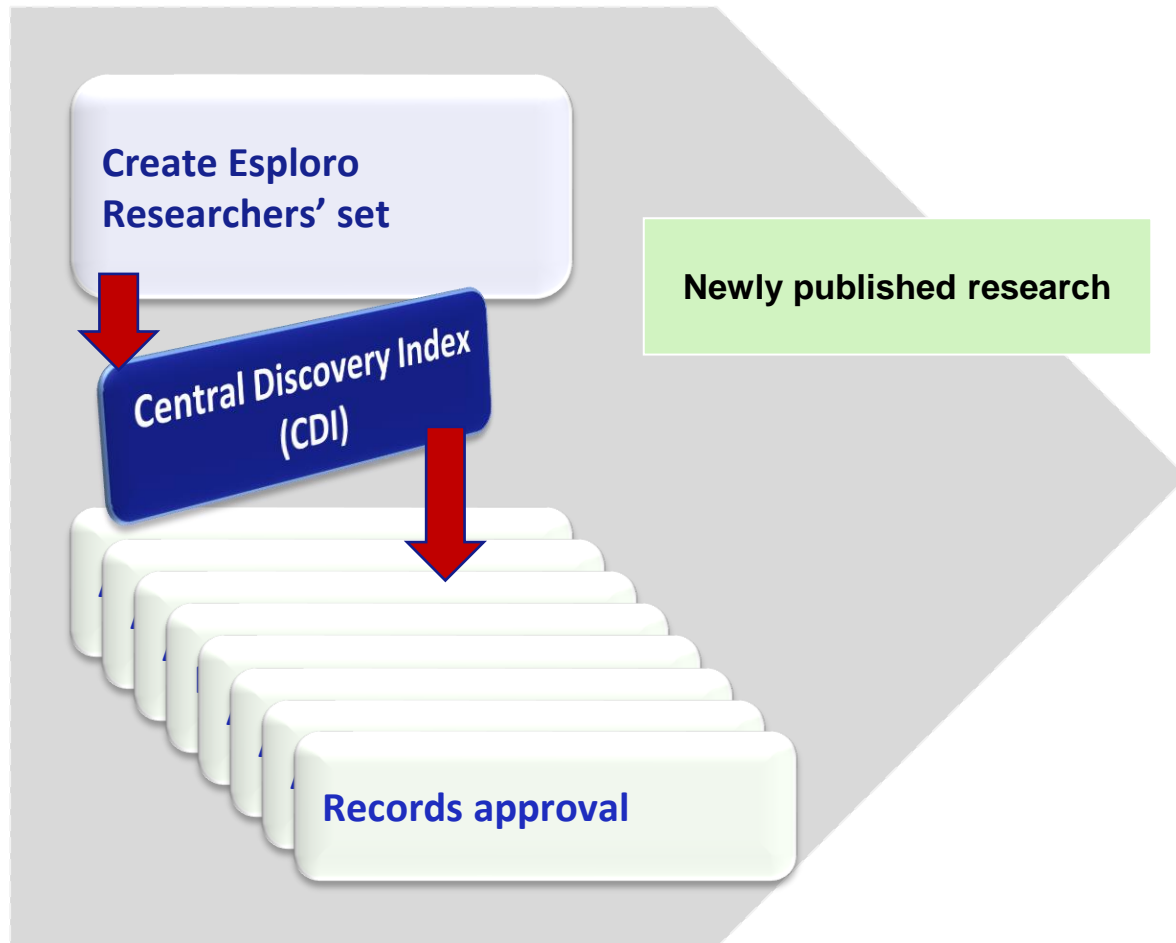 Create Esploro
Researchers’ set
Newly published research
Central Discovery Index
(CDI)
Records approval